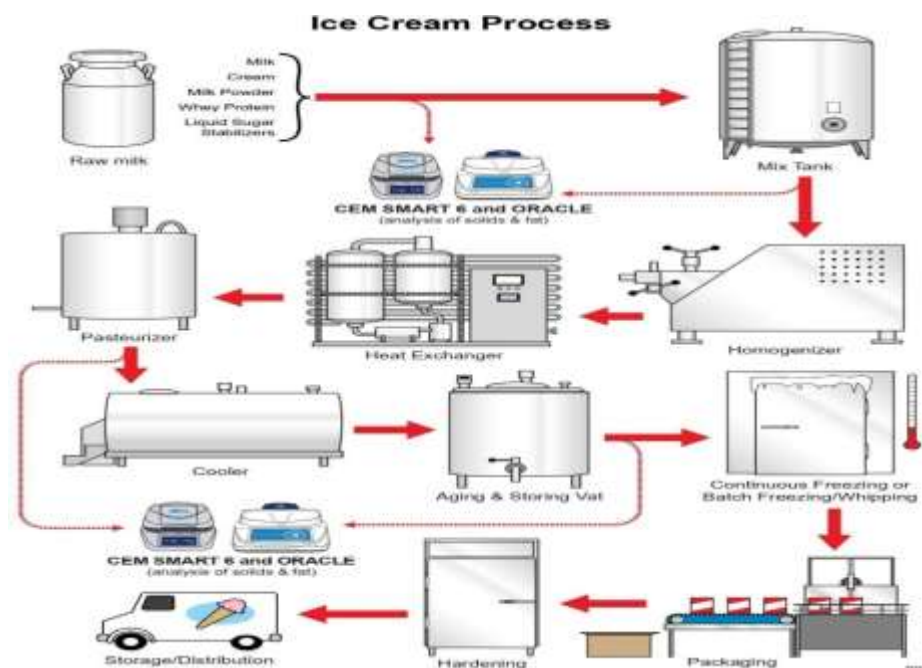 Ice Cream Process
Milk
Cream
Milk Powder
Whey Protein
Liquid Sugar
Stabilizers
Raw milk
Mix Tank
CEM SMART 6 and ORACLE
(analysis of solids & fat)
Pasteurizer
Heat Exchanger
Homogenizer
Cooler
Aging & Storing Vat
Continuous Freezing or
Batch Freezing/Whipping
CEM SMART 6 and ORACLE
(analysis of solids & fat)
Storage/Distribution
Hardening
Packaging